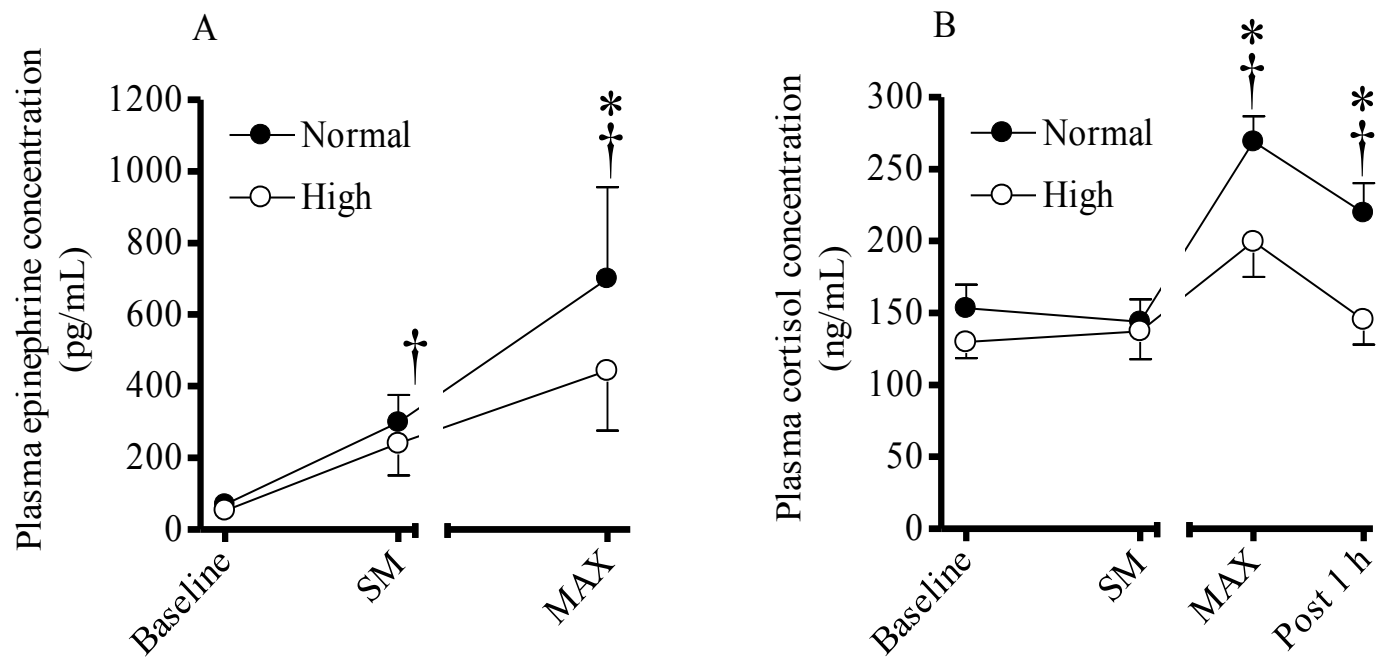 A
Plasma epinephrine concentration
(pg/mL)
1200
1000
800
600
400
200
0
Normal
High
†
*
†
Baseline
SM
MAX
B
Plasma cortisol concentration
(ng/mL)
300
250
200
150
100
50
0
Normal
High
*
†
*
†
Baseline
SM
MAX
Post 1 h